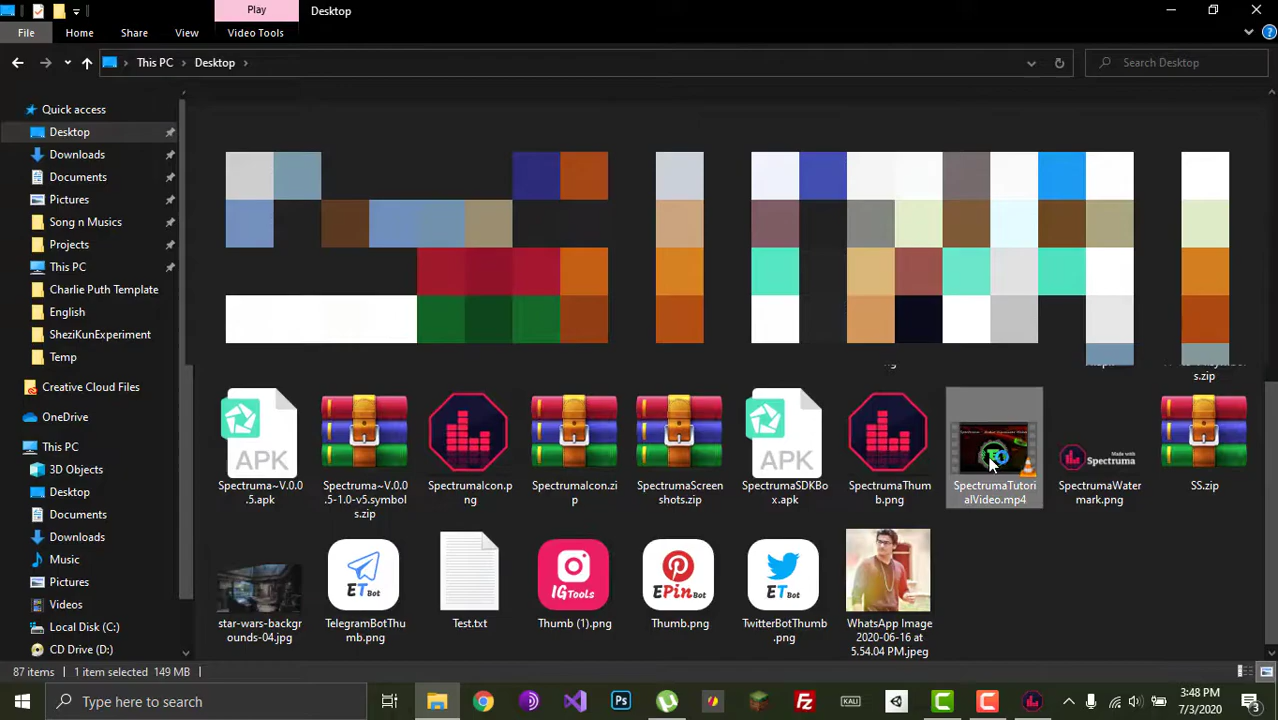 Play
Desktop
File
Home
Share
View
Video Tools
This PC
Desktop
Search Desktop
Quick access
Desktop
Downloads
Documents
Pictures
Song n Musics
Projects
This PC
Charlie Puth Template
English
SheziKunExperiment
Temp
Creative Cloud Files
OneDrive
This PC
3D Objects
Desktop
Documents
Downloads
Music
Pictures
Videos
Local Disk (C:)
CD Drive (D:)
s.zip
APK
APK
Made with
Spectruma
Spectruma~V.0.0
.5.apk
Spectruma~V.0.0
.5-1.0-v5.symbol
s.zip
SpectrumaIcon.p
ng
SpectrumaIcon.zi
p
SpectrumaScreen
shots.zip
SpectrumaSDKBo
x.apk
SpectrumaThum
b.png
SpectrumaTutori
alVideo.mp4
SpectrumaWater
mark.png
SS.zip
ET Bot
IGTools
EPin Bot
ET Bot
star-wars-backgr
ounds-04.jpg
TelegramBotThu
mb.png
Test.txt
Thumb (1).png
Thumb.png
TwitterBotThumb
.png
WhatsApp Image
2020-06-16 at
5.54.04 PM.jpeg
87 items
1 item selected 149 MB
Type here to search
Ps
Fz
KALI
3:48 PM
7/3/2020
3